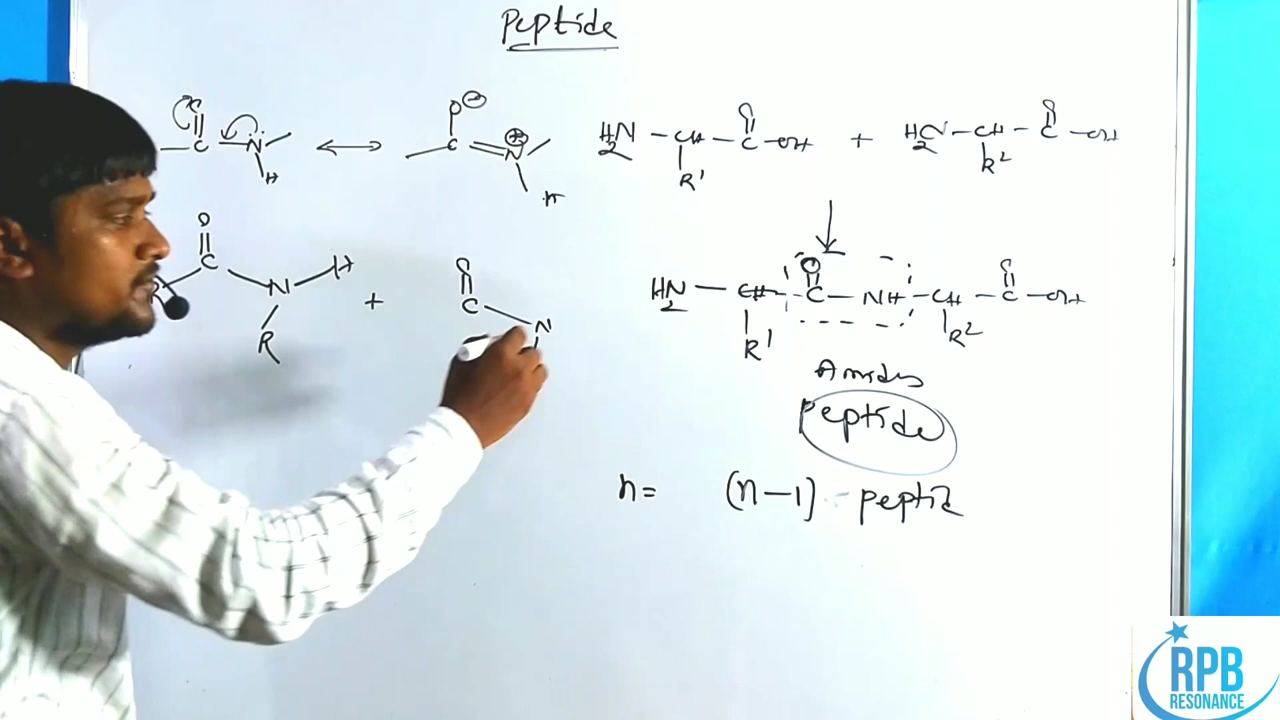 Peptide
O O⊖
C = N: ⟷ C = N⊕
H H
H2N - CH - C - OH + H2N - CH - C - OH
O O
R1 R2
O
C N H + C N
R O
H2N - CH - C - NH - CH - C - OH
O O
R1 R2
Amides
Peptide
n = (n-1) peptid
RPB
RESONANCE